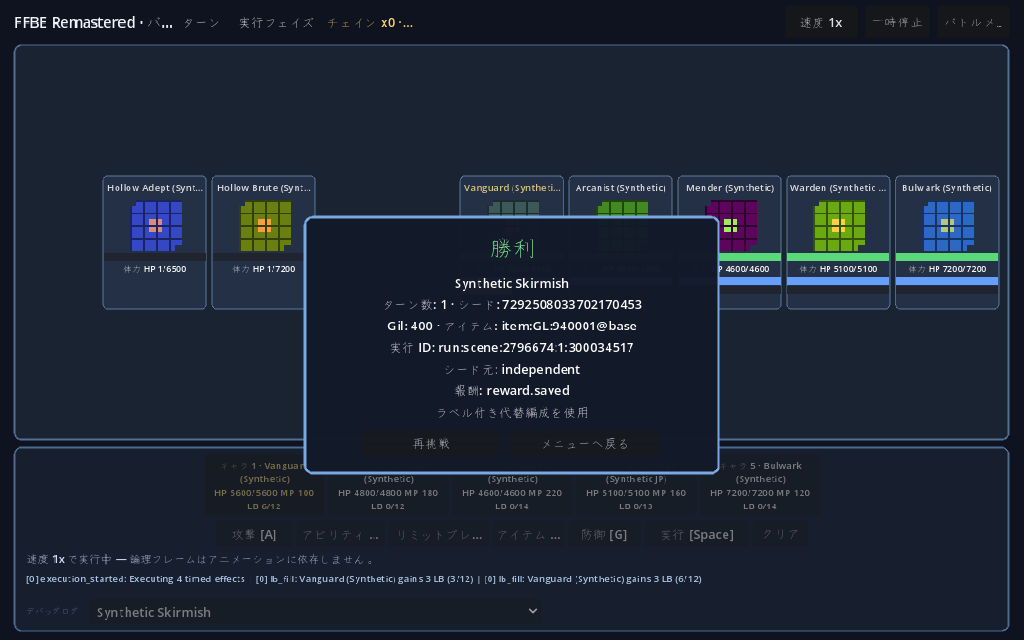 FFBE Remastered · バ... ターン 実行フェイズ チェイン x0 · ... 速度 1x 一時停止 バトルメ...
Hollow Adept (Synt... Hollow Brute (Synt... Vanguard (Syntheti... Arcanist (Synthetic) Mender (Synthetic) Warden (Synthetic ... Bulwark (Synthetic)
体力 HP 1/6500 体力 HP 1/7200 P 4600/4600 体力 HP 5100/5100 体力 HP 7200/7200
勝利
Synthetic Skirmish
ターン数: 1 · シード: 7292508033702170453
Gil: 400 · アイテム: item:GL:940001@base
実行 ID: run:scene:2796674:1:300034517
シード元: independent
報酬: reward.saved
ラベル付き代替編成を使用
再挑戦 メニューへ戻る
キャラ 1 · Vanguar キャラ 5 · Bulwark
(Synthetic) (Synthetic) (Synthetic) (Synthetic JP) (Synthetic)
HP 5600/5600 MP 100 HP 4800/4800 MP 180 HP 4600/4600 MP 220 HP 5100/5100 MP 160 HP 7200/7200 MP 120
LB 6/12 LB 0/12 LB 0/14 LB 0/13 LB 0/14
攻撃 [A] アビリティ ... リミットブレ... アイテム ... 防御 [G] 実行 [Space] クリア
速度 1x で実行中 — 論理フレームはアニメーションに依存しません。
[0] execution_started: Executing 4 timed effects | [0] lb_fill: Vanguard (Synthetic) gains 3 LB (3/12) | [0] lb_fill: Vanguard (Synthetic) gains 3 LB (6/12)
デバッグログ Synthetic Skirmish